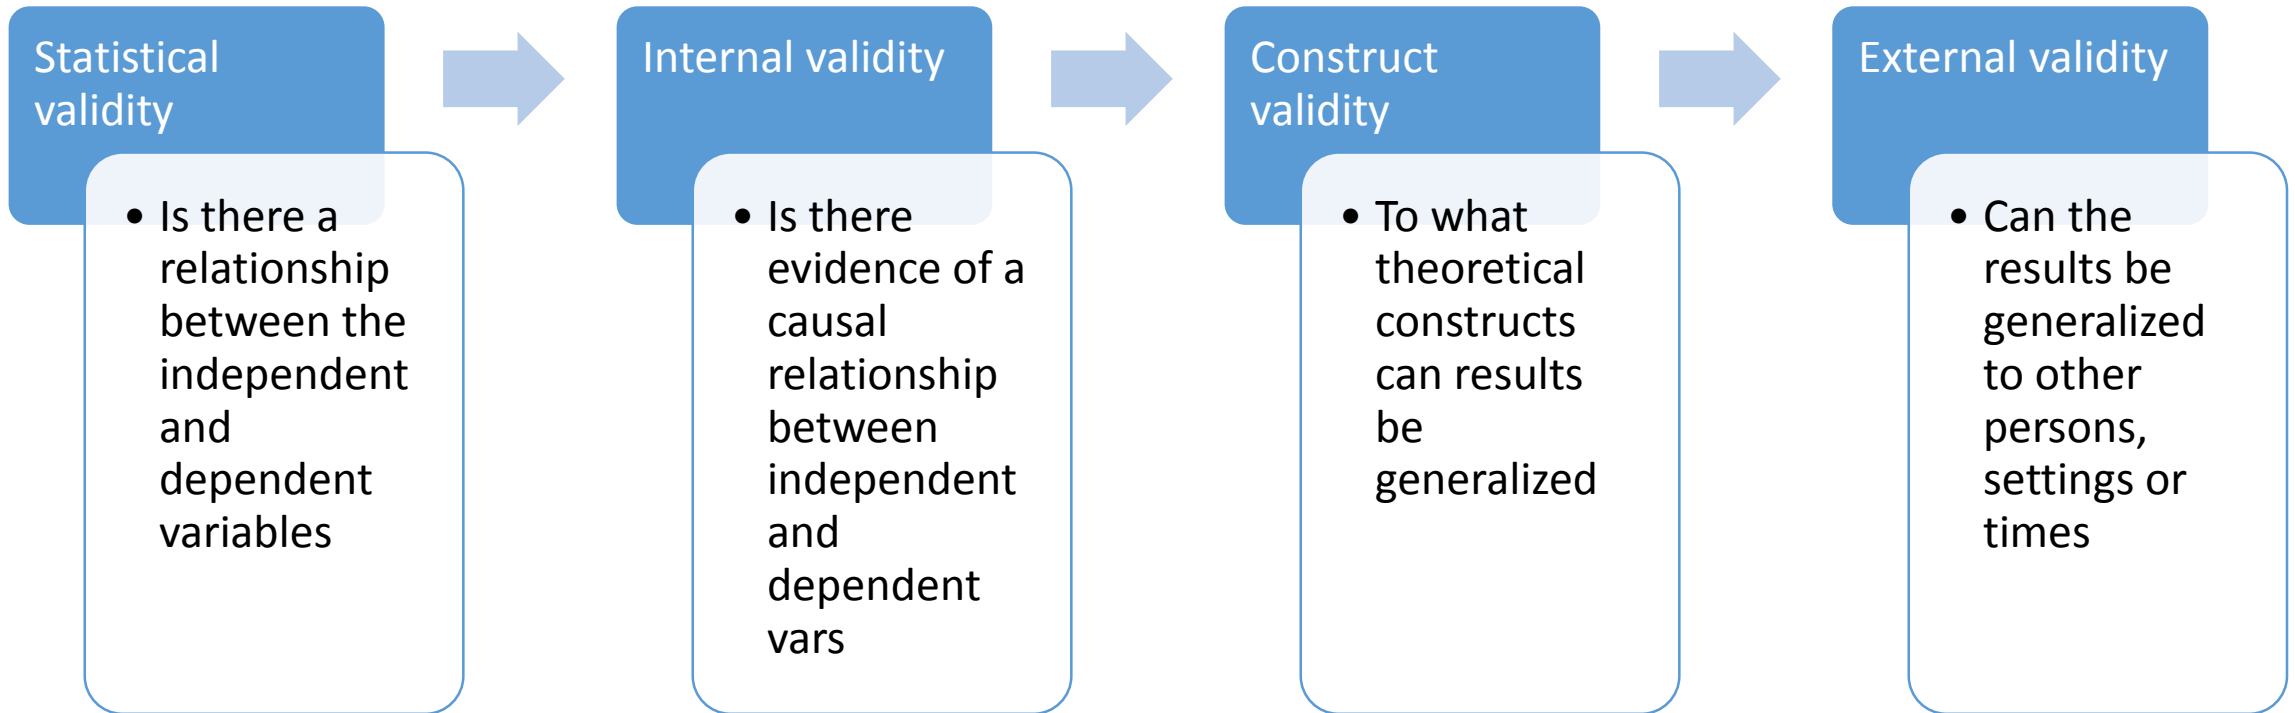 Statistical
validity
• Is there a
relationship
between the
independent
and
dependent
variables
Internal validity
• Is there
evidence of a
causal
relationship
between
independent
and
dependent
vars
Construct
validity
• To what
theoretical
constructs
can results
be
generalized
External validity
• Can the
results be
generalized
to other
persons,
settings or
times